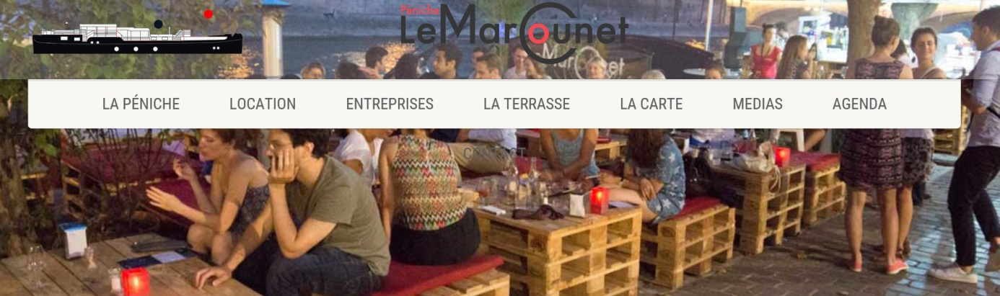 Péniche
LeMarcounet
LA PÉNICHE LOCATION ENTREPRISES LA TERRASSE LA CARTE MEDIAS AGENDA
CONTACT